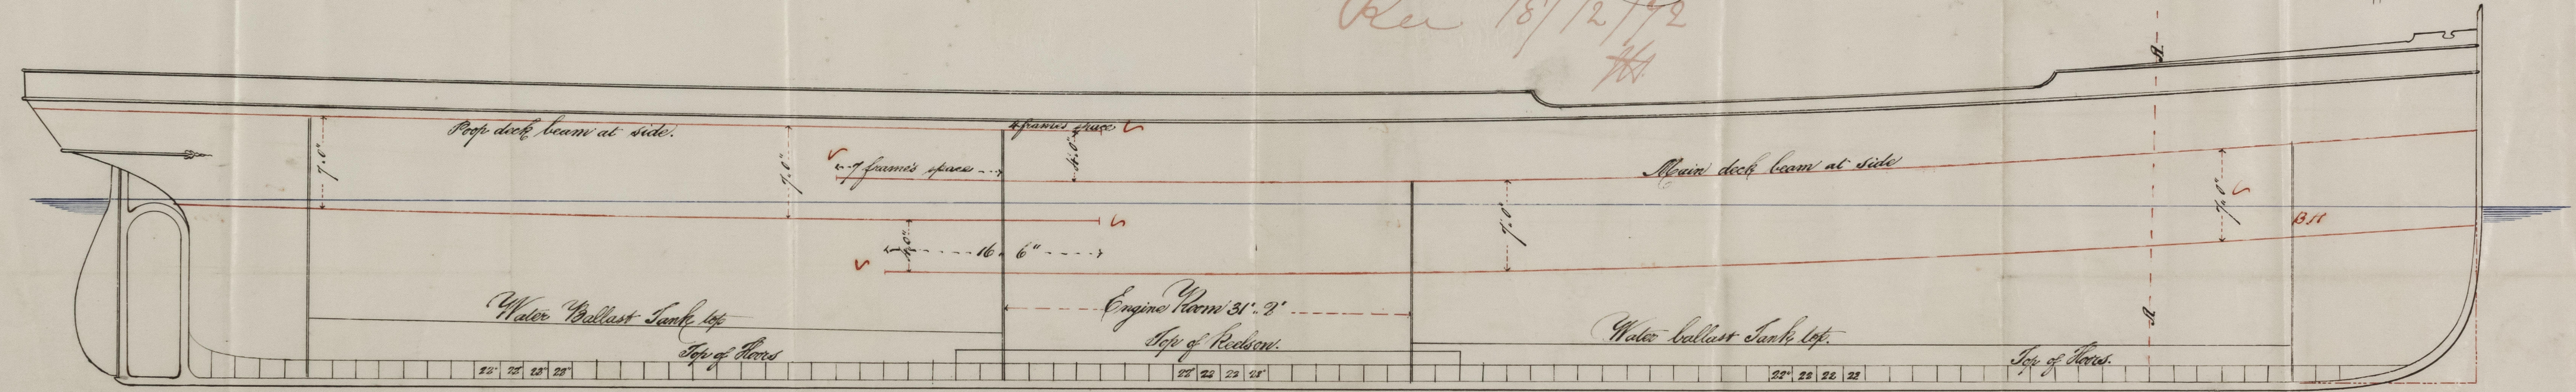 18/12/72
A
Poop deck beam at side.
4 frames space
7 frames space
4.0"
7.0"
7.0"
Main deck beam at side
7.0"
7.0"
BH
4.0"
16. 6"
Water Ballast Tank top
Engine Room 31'. 2"
A
Top of Floors
Top of Keelson.
Water ballast Tank top.
Top of Floors.
22" 22 22" 22"
22" 22 22 22"
22" 22 22 22